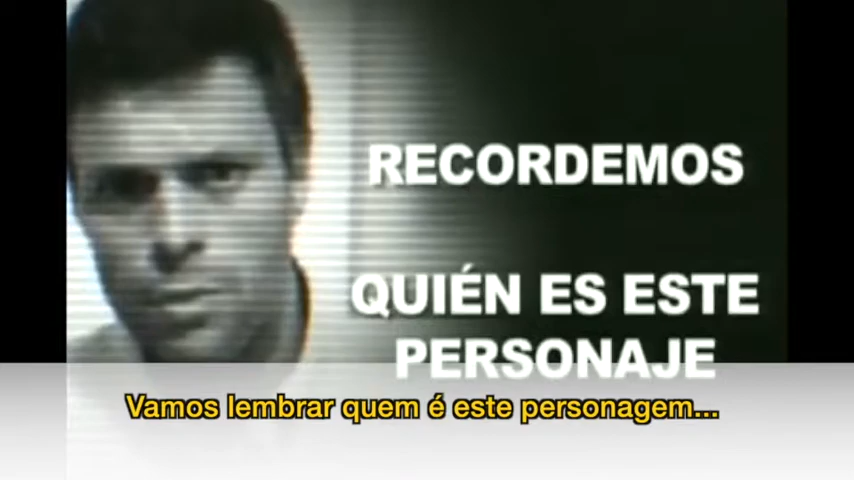 RECORDEMOS
QUIÉN ES ESTE
PERSONAJE
Vamos lembrar quem é este personagem...